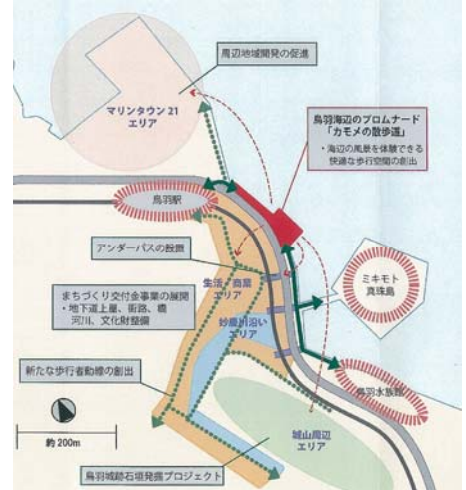 周辺地域開発の促進
マリンタウン21
エリア
鳥羽海辺のプロムナード
「カモメの散歩道」
・海辺の風景を体験できる
快適な歩行空間の創出
鳥羽駅
アンダーパスの設置
生活・商業
エリア
ミキモト
真珠島
まちづくり交付金事業の展開
・地下道上屋、街路、橋
河川、文化財整備
妙慶川沿い
エリア
新たな歩行者動線の創出
鳥羽水族館
城山周辺
エリア
約200m
鳥羽城跡石垣発掘プロジェクト